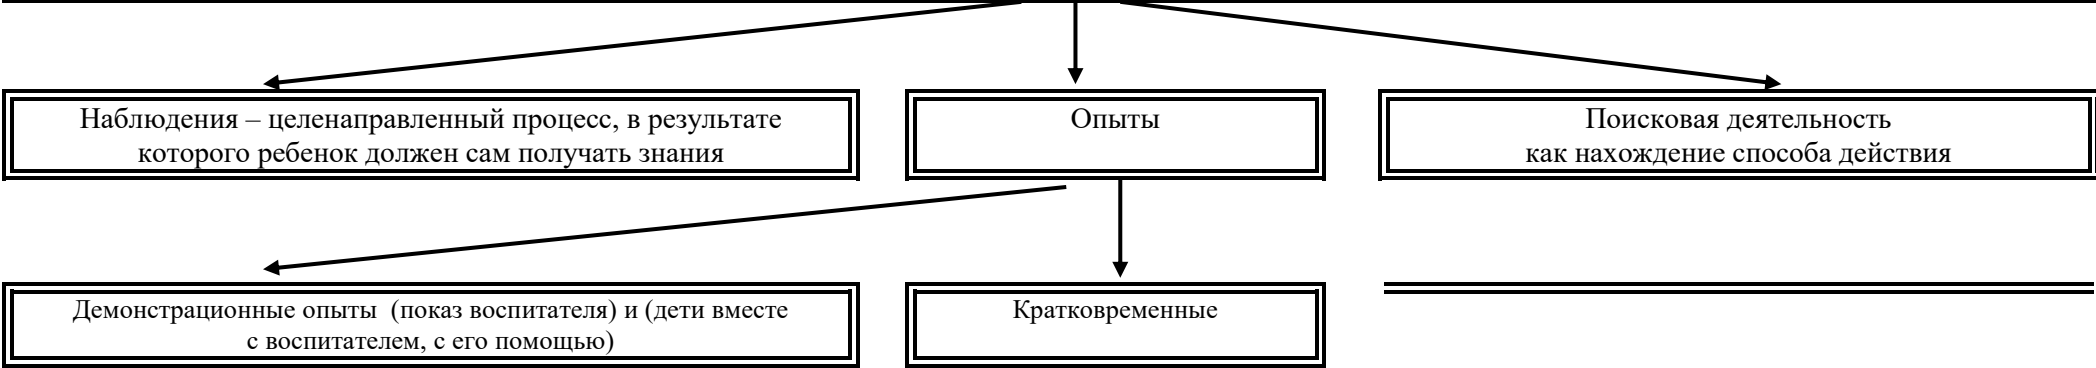 Наблюдения – целенаправленный процесс, в результате
которого ребенок должен сам получать знания
Опыты
Поисковая деятельность
как нахождение способа действия
Демонстрационные опыты (показ воспитателя) и (дети вместе
с воспитателем, с его помощью)
Кратковременные